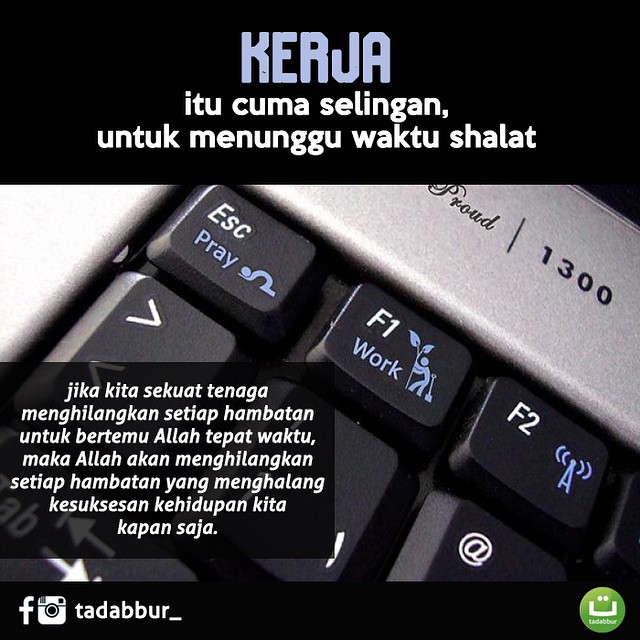 KERJA
itu cuma selingan,
untuk menunggu waktu shalat
Proud | 1300
Esc
Pray
F1
Work
F2
@
jika kita sekuat tenaga
menghilangkan setiap hambatan
untuk bertemu Allah tepat waktu,
maka Allah akan menghilangkan
setiap hambatan yang menghalang
kesuksesan kehidupan kita
kapan saja.
tadabbur_
tadabbur